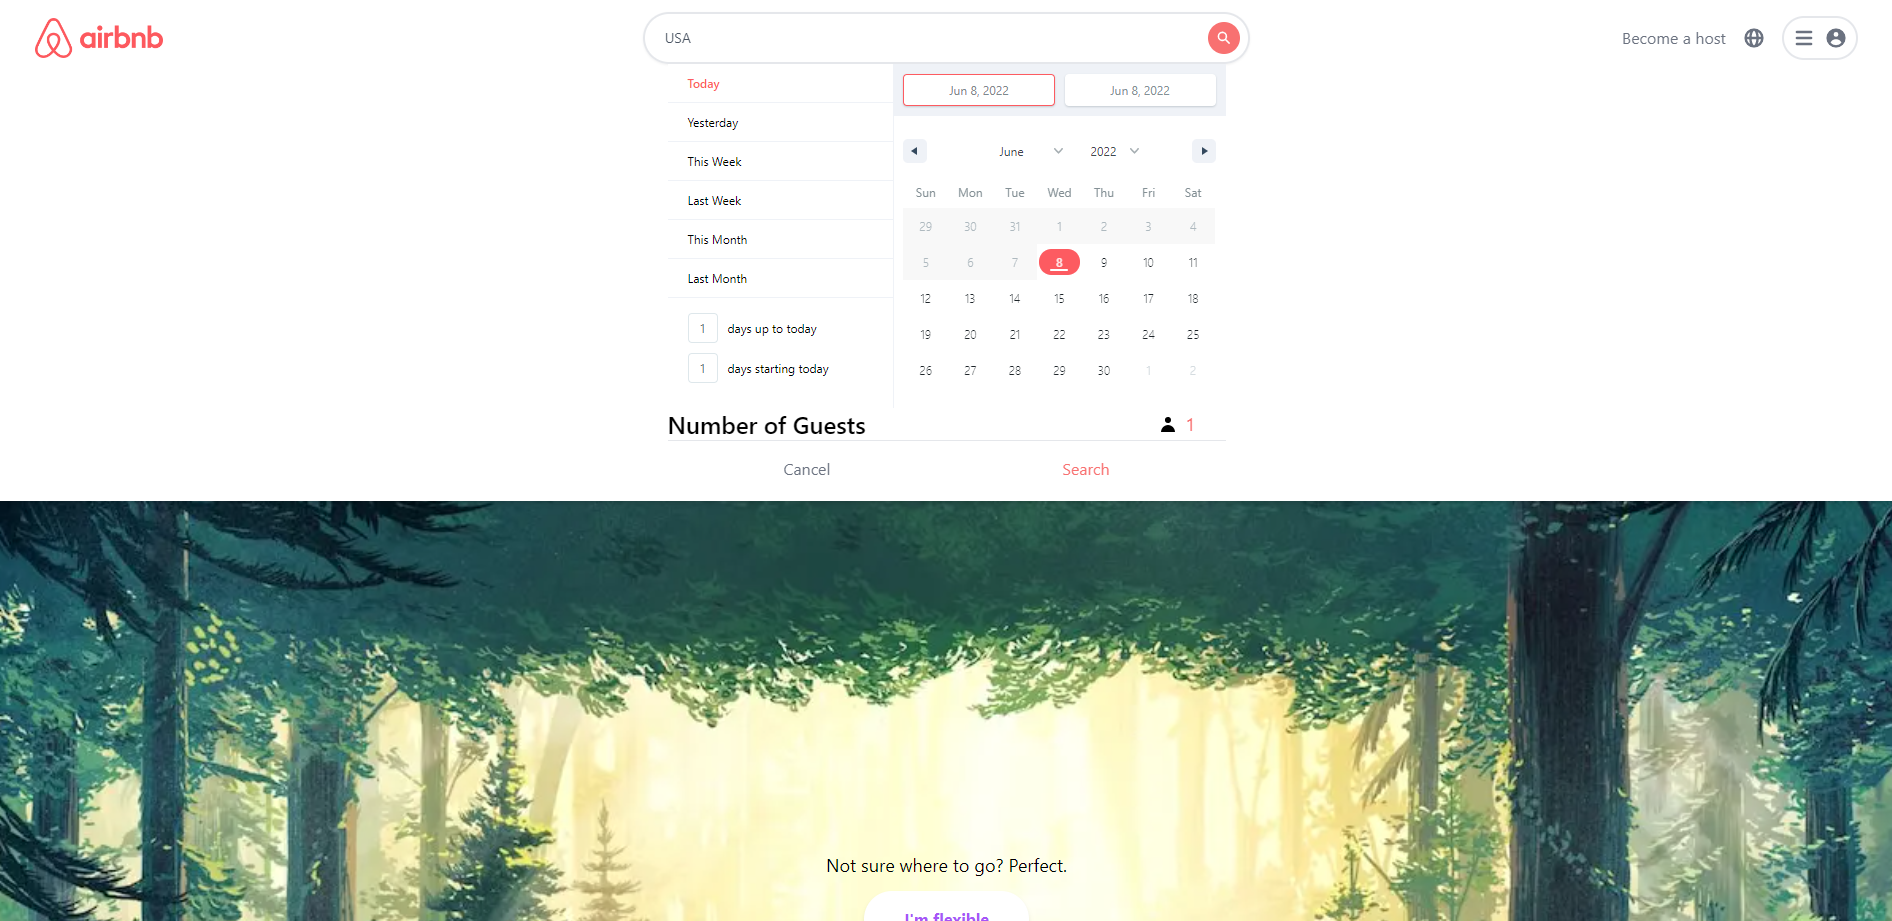 airbnb
USA
Become a host
Today
Yesterday
This Week
Last Week
This Month
Last Month
1 days up to today
1 days starting today
Jun 8, 2022 Jun 8, 2022
June 2022
Sun Mon Tue Wed Thu Fri Sat
29 30 31 1 2 3 4
5 6 7 8 9 10 11
12 13 14 15 16 17 18
19 20 21 22 23 24 25
26 27 28 29 30 1 2
Number of Guests 1
Cancel Search
Not sure where to go? Perfect.
I'm flexible